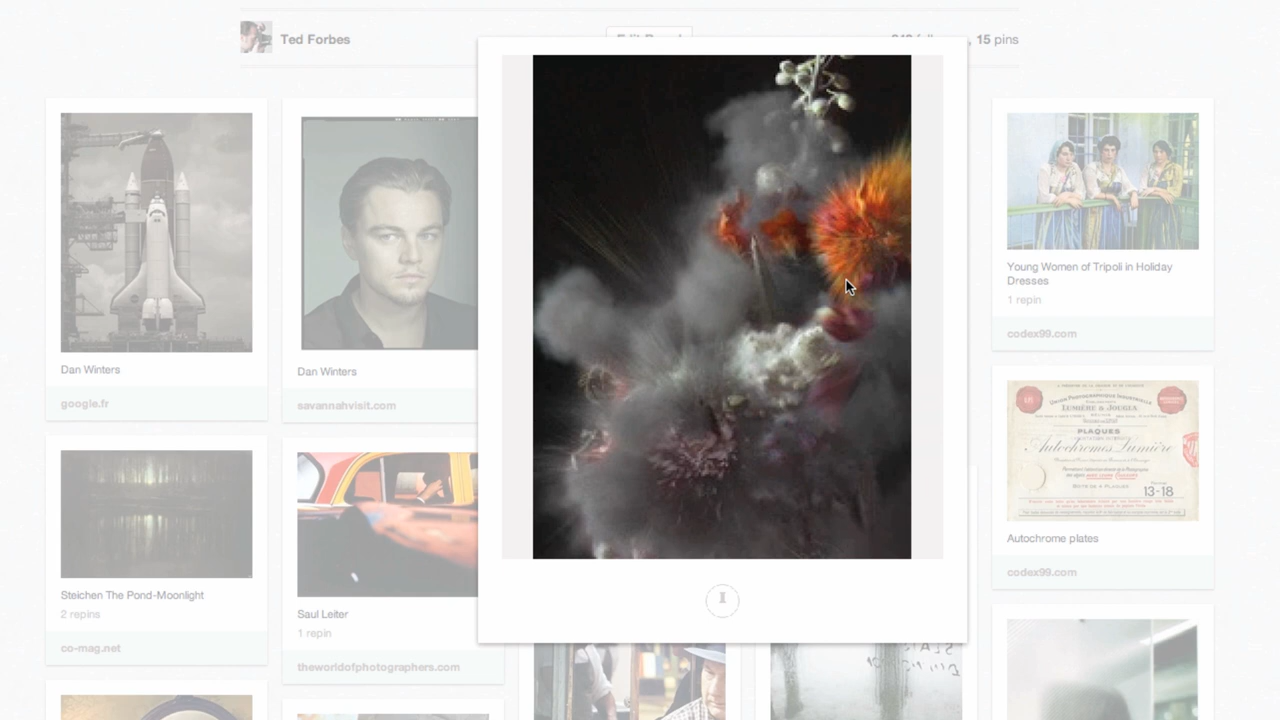 Ted Forbes
15 pins
Dan Winters
google.fr
Steichen The Pond-Moonlight
2 repins
co-mag.net
Dan Winters
savannahvisit.com
Saul Leiter
1 repin
theworldofphotographers.com
Young Women of Tripoli in Holiday
Dresses
1 repin
codex99.com
LUMIÈRE & JOUGLA
PLAQUES
Autochromes Lumière
13-18
Autochrome plates
codex99.com